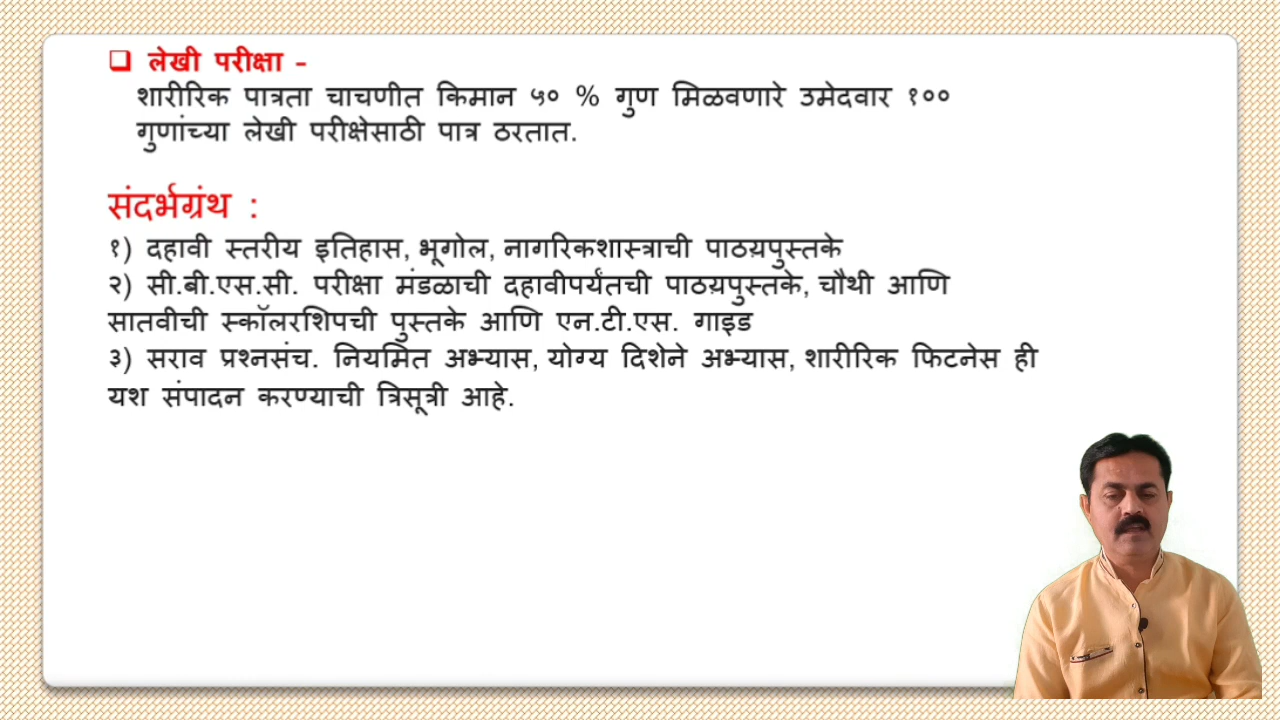 ❑ लेखी परीक्षा –
शारीरिक पात्रता चाचणीत किमान ५० % गुण मिळवणारे उमेदवार १००
गुणांच्या लेखी परीक्षेसाठी पात्र ठरतात.
संदर्भग्रंथ :
१) दहावी स्तरीय इतिहास, भूगोल, नागरिकशास्त्राची पाठय़पुस्तके
२) सी.बी.एस.सी. परीक्षा मंडळाची दहावीपर्यंतची पाठय़पुस्तके, चौथी आणि
सातवीची स्कॉलरशिपची पुस्तके आणि एन.टी.एस. गाइड
३) सराव प्रश्नसंच. नियमित अभ्यास, योग्य दिशेने अभ्यास, शारीरिक फिटनेस ही
यश संपादन करण्याची त्रिसूत्री आहे.